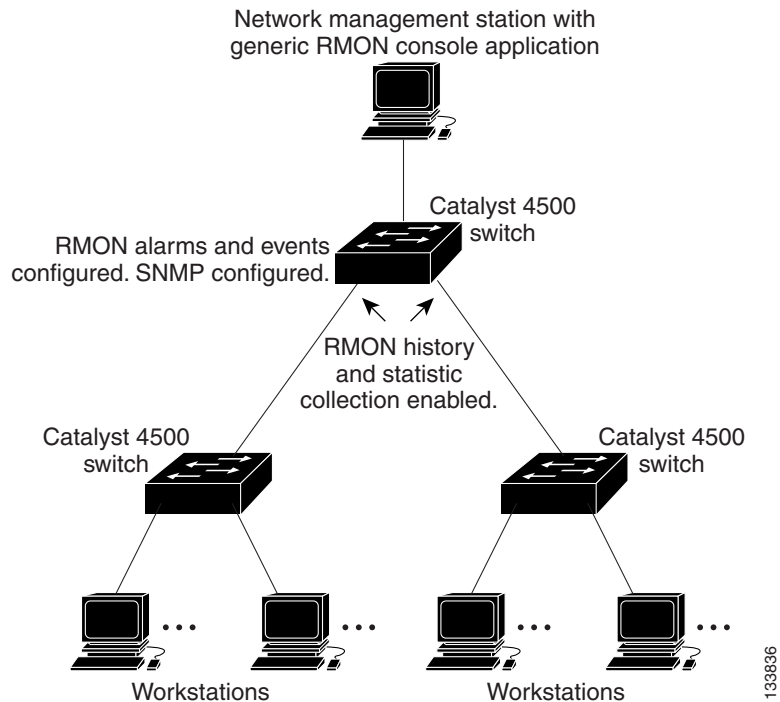 Network management station with
generic RMON console application
Catalyst 4500
switch
RMON alarms and events
configured. SNMP configured.
RMON history
and statistic
collection enabled.
Catalyst 4500
switch
Catalyst 4500
switch
Workstations
Workstations
133836